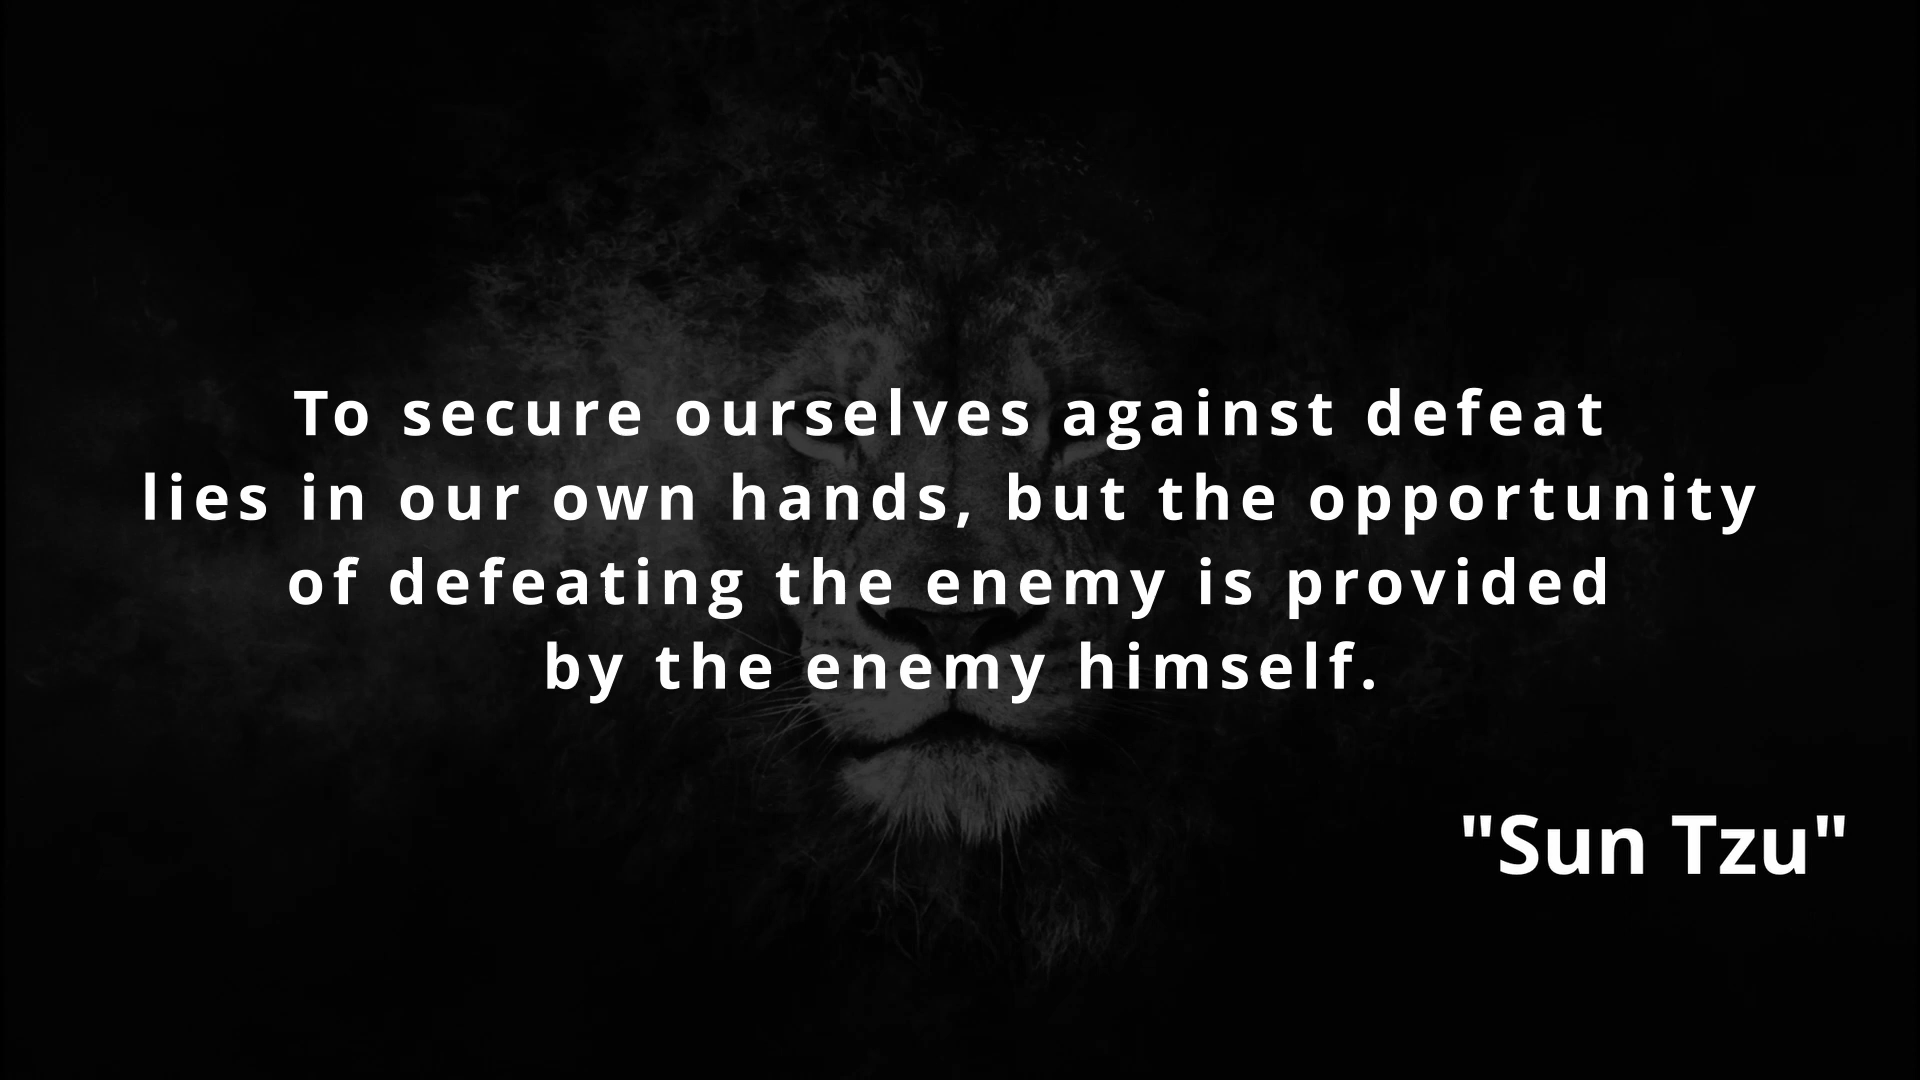 To secure ourselves against defeat
lies in our own hands, but the opportunity
of defeating the enemy is provided
by the enemy himself.
"Sun Tzu"